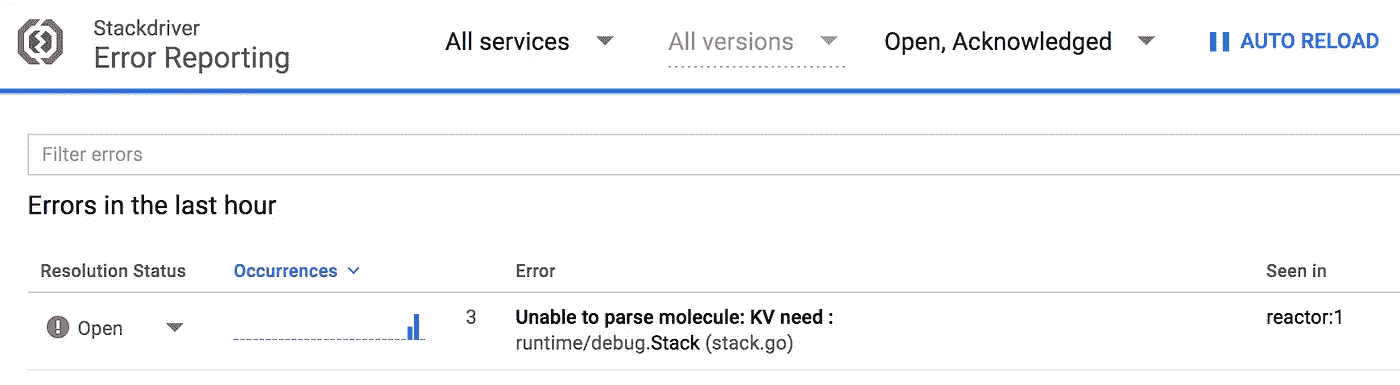 Stackdriver
Error Reporting
All services
All versions
Open, Acknowledged
AUTO RELOAD
Filter errors
Errors in the last hour
Resolution Status Occurrences Error Seen in
Open 3 Unable to parse molecule: KV need : reactor:1
runtime/debug.Stack (stack.go)